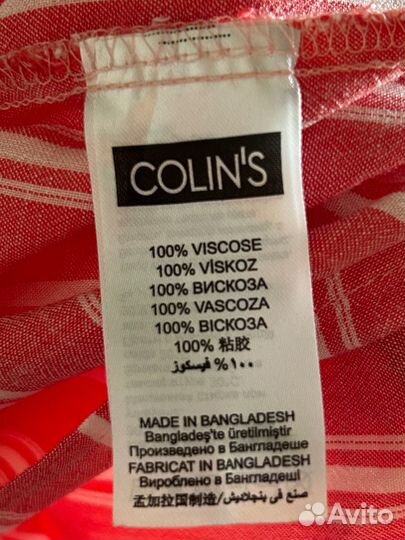 COLIN'S
100% VISCOSE
100% VİSKOZ
100% ВИСКОЗА
100% VASCOZA
100% ВІСКОЗА
100% 粘胶
١٠٠% فيسكوز
MADE IN BANGLADESH
Bangladeş'te üretilmiştir
Произведено в Бангладеше
FABRICAT IN BANGLADESH
Вироблено в Бангладеші
孟加拉国制造/صنع في بنجلاديش
Avito